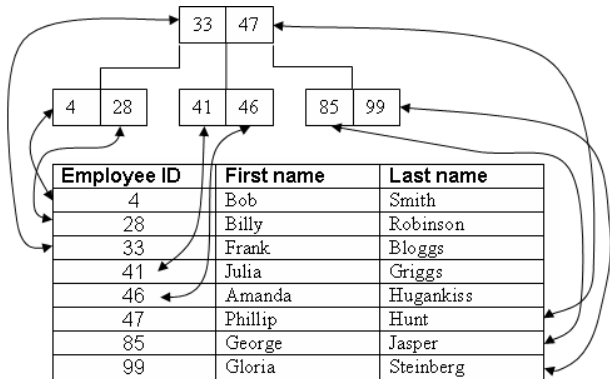 33 47
4 28 41 46 85 99
Employee ID First name Last name
4 Bob Smith
28 Billy Robinson
33 Frank Bloggs
41 Julia Griggs
46 Amanda Hugankiss
47 Phillip Hunt
85 George Jasper
99 Gloria Steinberg